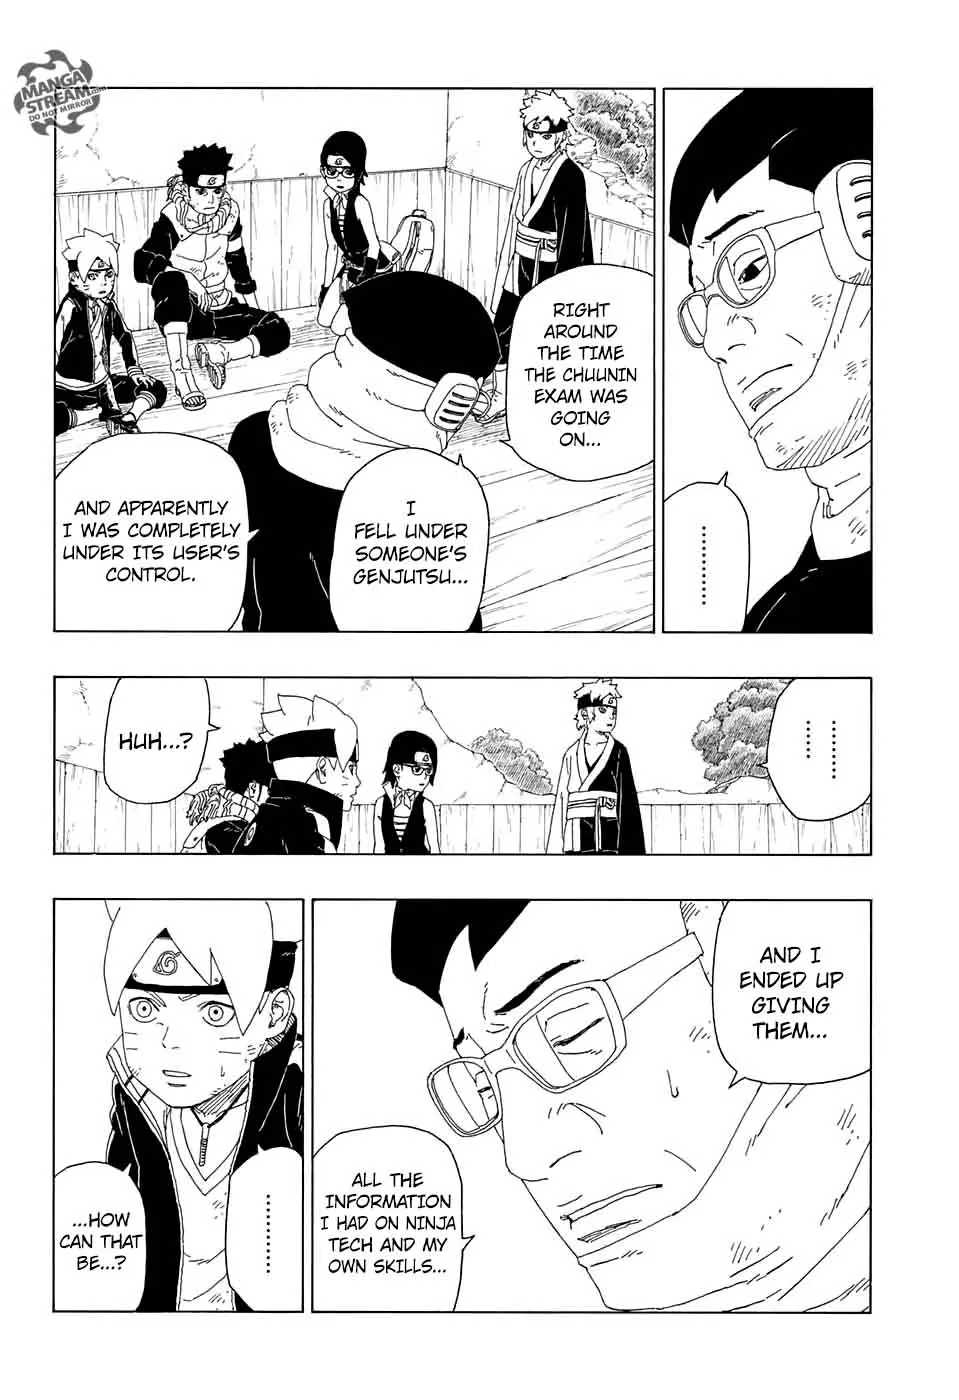 MANGA
STREAM.com
DO NOT MIRROR
.........
RIGHT
AROUND
THE TIME
THE CHUUNIN
EXAM WAS
GOING
ON...
I
FELL UNDER
SOMEONE'S
GENJUTSU...
AND APPARENTLY
I WAS COMPLETELY
UNDER ITS USER'S
CONTROL.
......
......
HUH...?
AND I
ENDED UP
GIVING
THEM...
ALL THE
INFORMATION
I HAD ON NINJA
TECH AND MY
OWN SKILLS...
.........
...HOW
CAN THAT
BE...?